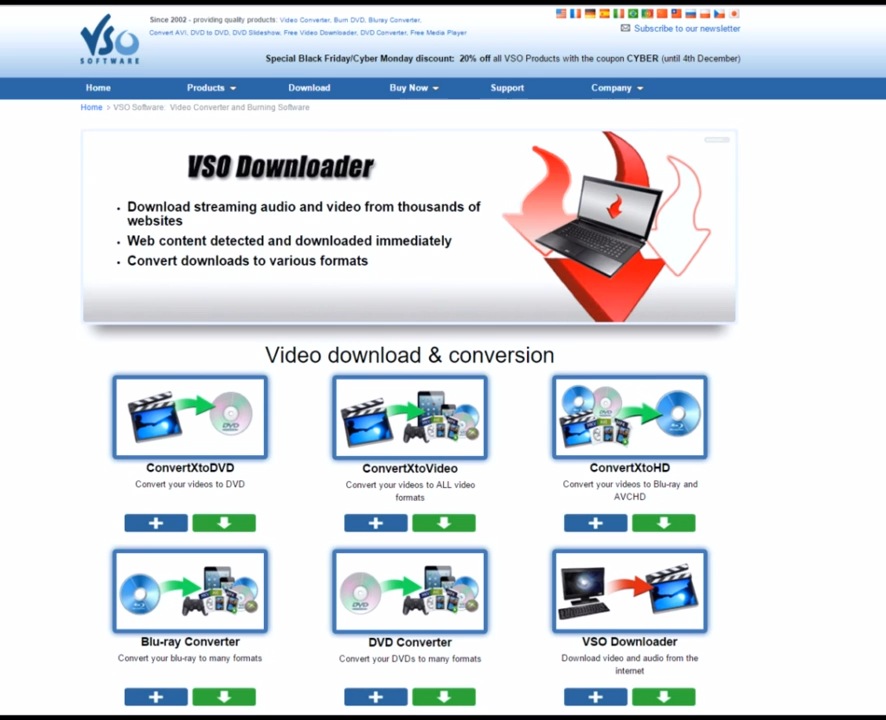 Since 2002 - providing quality products: Video Converter, Burn DVD, Bluray Converter,
Convert AVI, DVD to DVD, DVD Slideshow, Free Video Downloader, DVD Converter, Free Media Player
VSO
SOFTWARE
Subscribe to our newsletter
Special Black Friday/Cyber Monday discount: 20% off all VSO Products with the coupon CYBER (until 4th December)
Home Products Download Buy Now Support Company
Home > VSO Software: Video Converter and Burning Software
VSO Downloader
• Download streaming audio and video from thousands of
websites
• Web content detected and downloaded immediately
• Convert downloads to various formats
Video download & conversion
DVD
ConvertXtoDVD
Convert your videos to DVD
ConvertXtoVideo
Convert your videos to ALL video
formats
ConvertXtoHD
Convert your videos to Blu-ray and
AVCHD
Blu-ray Converter
Convert your blu-ray to many formats
DVD
DVD Converter
Convert your DVDs to many formats
VSO Downloader
Download video and audio from the
internet